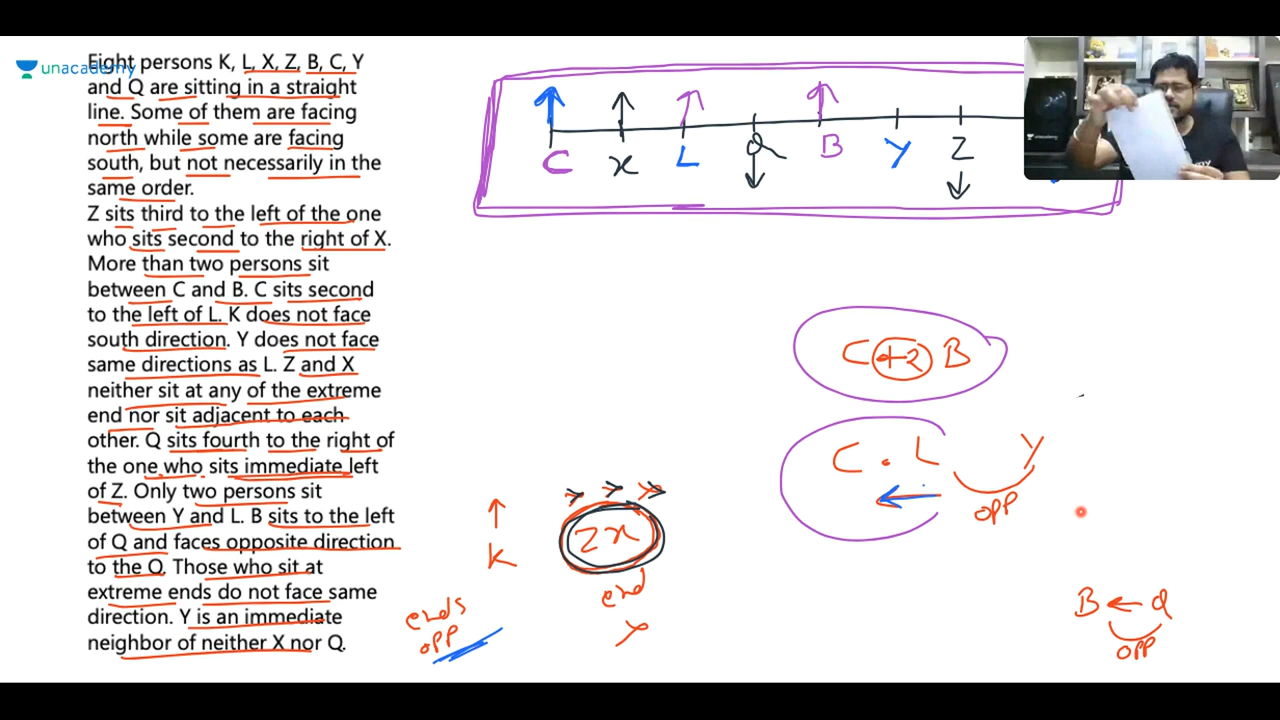 unacademy
Eight persons K, L, X, Z, B, C, Y
and Q are sitting in a straight
line. Some of them are facing
north while some are facing
south, but not necessarily in the
same order.
Z sits third to the left of the one
who sits second to the right of X.
More than two persons sit
between C and B. C sits second
to the left of L. K does not face
south direction. Y does not face
same directions as L. Z and X
neither sit at any of the extreme
end nor sit adjacent to each
other. Q sits fourth to the right of
the one who sits immediate left
of Z. Only two persons sit
between Y and L. B sits to the left
of Q and faces opposite direction
to the Q. Those who sit at
extreme ends do not face same
direction. Y is an immediate
neighbor of neither X nor Q.
C X L Q B Y Z
C +2 B
C . L Y
opp
K
Z X
end
ends
opp
B ← Q
opp